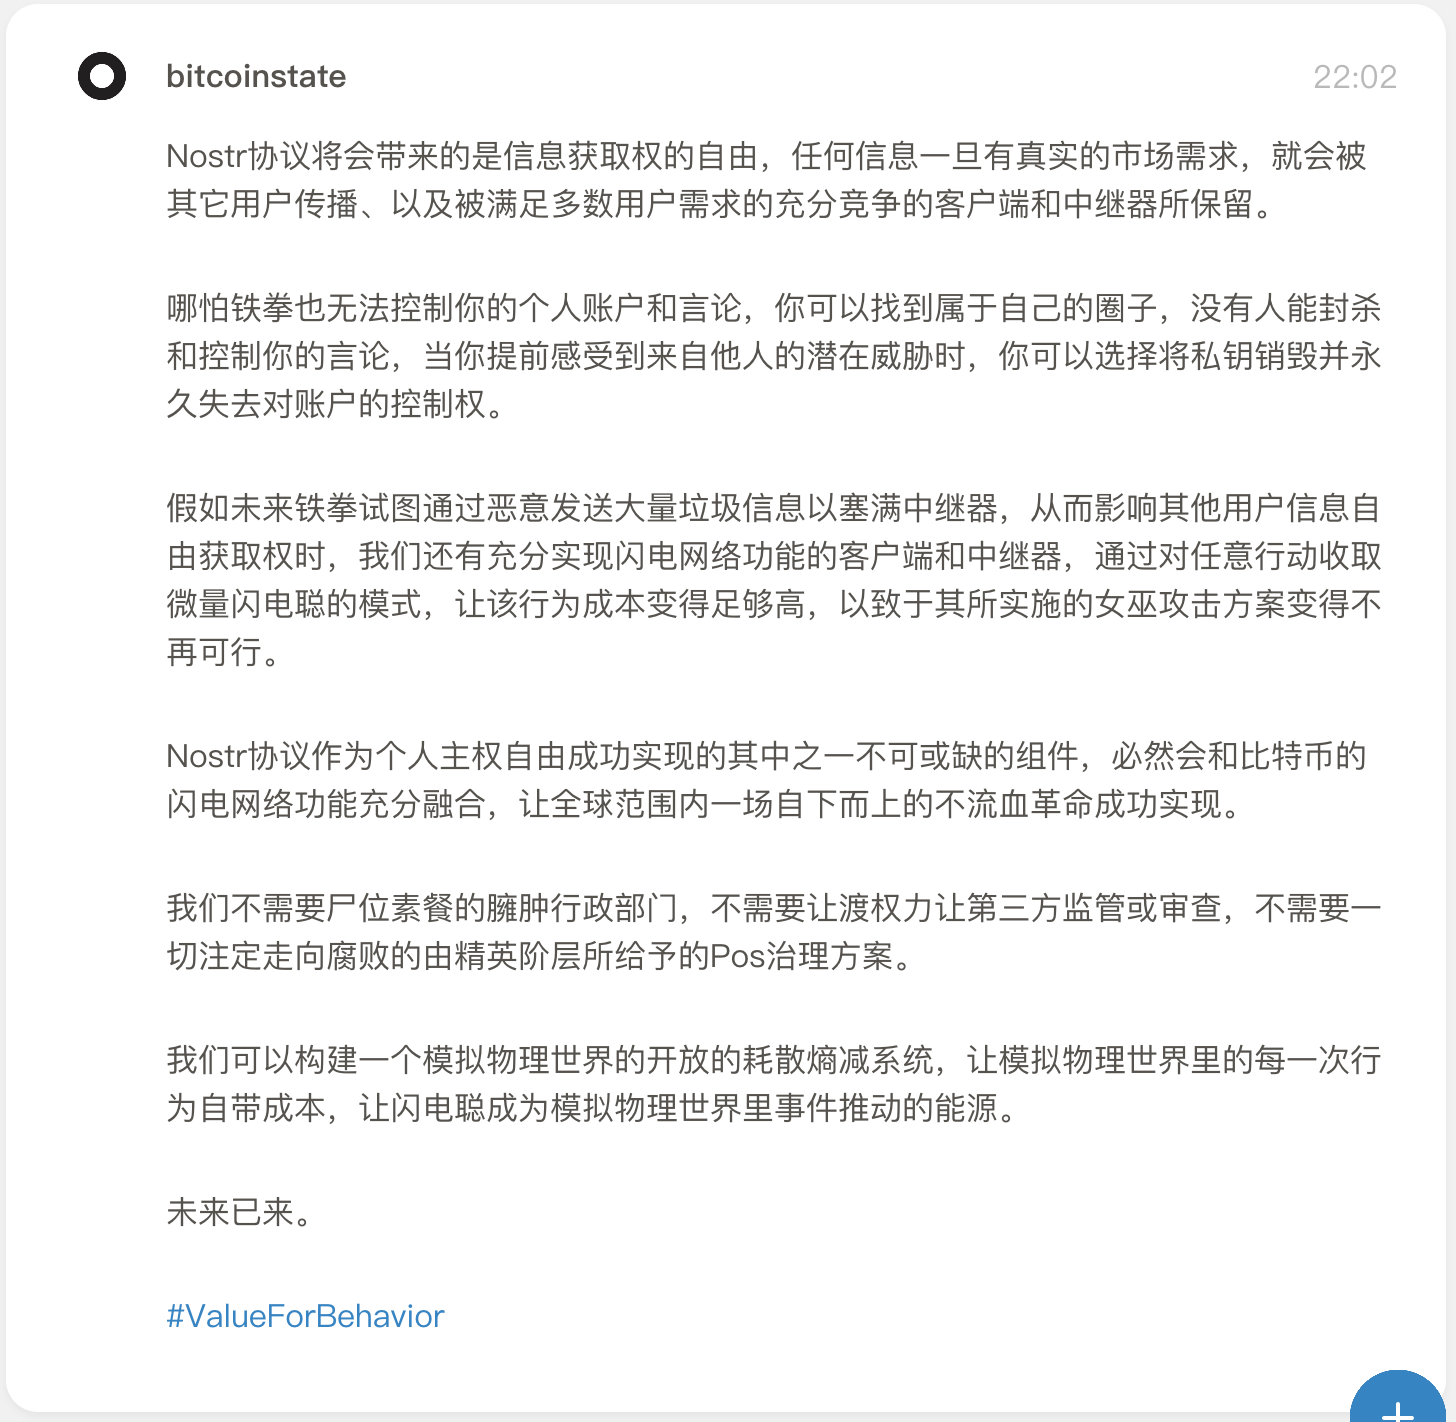 bitcoinstate
22:02
Nostr协议将会带来的是信息获取权的自由，任何信息一旦有真实的市场需求，就会被
其它用户传播、以及被满足多数用户需求的充分竞争的客户端和中继器所保留。
哪怕铁拳也无法控制你的个人账户和言论，你可以找到属于自己的圈子，没有人能封杀
和控制你的言论，当你提前感受到来自他人的潜在威胁时，你可以选择将私钥销毁并永
久失去对账户的控制权。
假如未来铁拳试图通过恶意发送大量垃圾信息以塞满中继器，从而影响其他用户信息自
由获取权时，我们还有充分实现闪电网络功能的客户端和中继器，通过对任意行动收取
微量闪电聪的模式，让该行为成本变得足够高，以致于其所实施的女巫攻击方案变得不
再可行。
Nostr协议作为个人主权自由成功实现的其中之一不可或缺的组件，必然会和比特币的
闪电网络功能充分融合，让全球范围内一场自下而上的不流血革命成功实现。
我们不需要尸位素餐的臃肿行政部门，不需要让渡权力让第三方监管或审查，不需要一
切注定走向腐败的由精英阶层所给予的Pos治理方案。
我们可以构建一个模拟物理世界的开放的耗散熵减系统，让模拟物理世界里的每一次行
为自带成本，让闪电聪成为模拟物理世界里事件推动的能源。
未来已来。
#ValueForBehavior